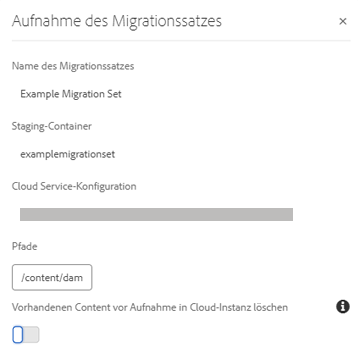 Aufnahme des Migrationssatzes
Name des Migrationssatzes
Example Migration Set
Staging-Container
examplemigrationset
Cloud Service-Konfiguration
Pfade
/content/dam
Vorhandenen Content vor Aufnahme in Cloud-Instanz löschen